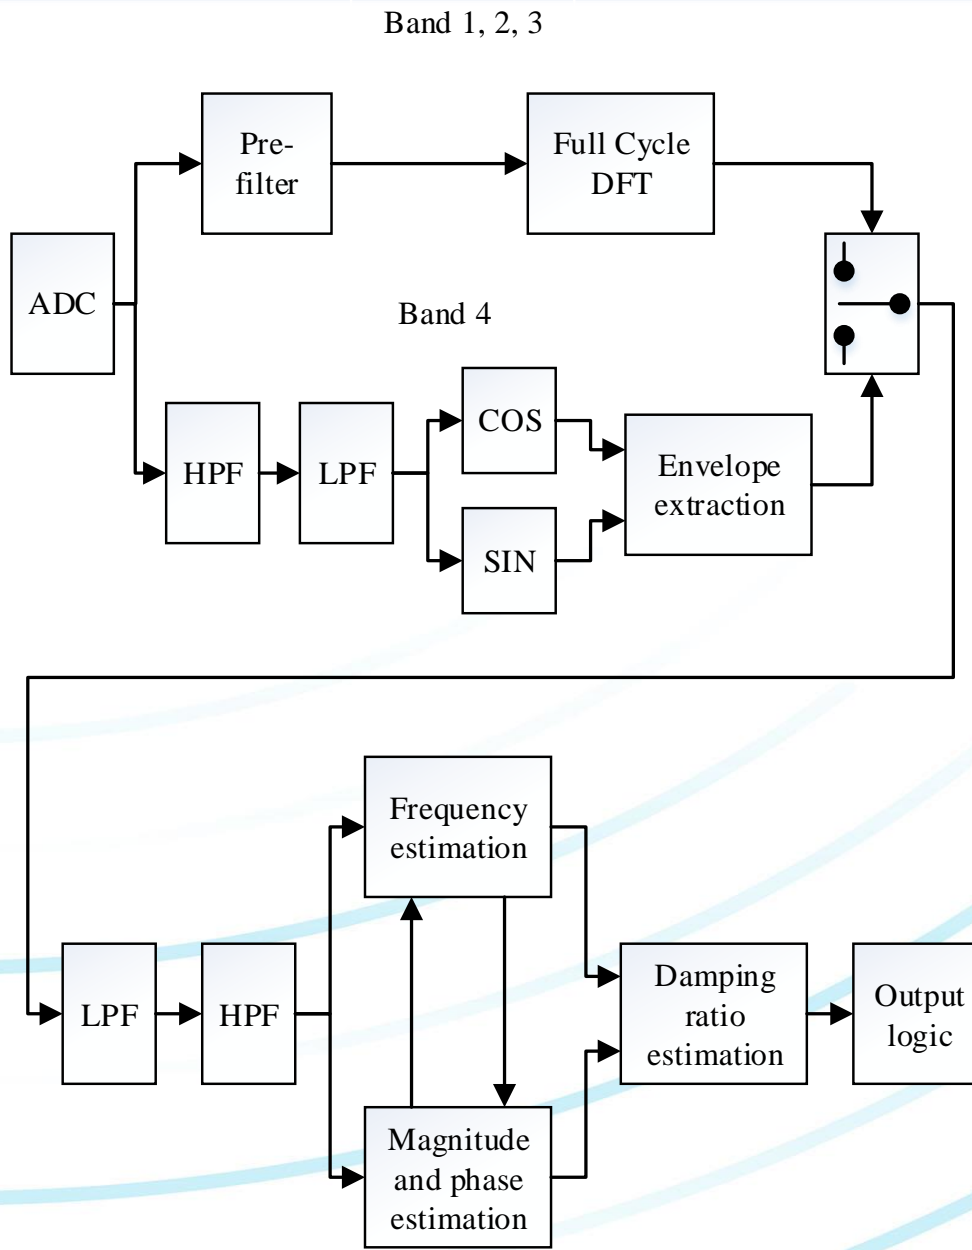 Band 1, 2, 3
Pre-
filter
Full Cycle
DFT
ADC
Band 4
HPF
LPF
COS
SIN
Envelope
extraction
Frequency
estimation
LPF
HPF
Damping
ratio
estimation
Output
logic
Magnitude
and phase
estimation